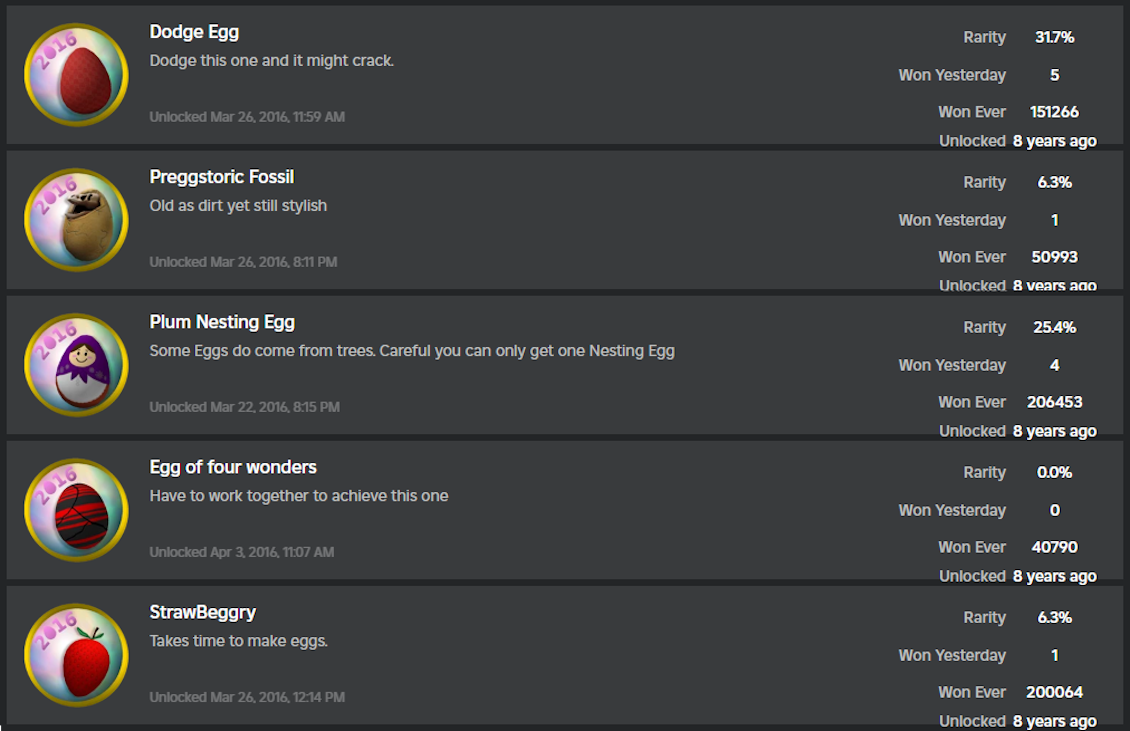 2016
Dodge Egg
Dodge this one and it might crack.
Unlocked Mar 26, 2016, 11:59 AM
Rarity 31.7%
Won Yesterday 5
Won Ever 151266
Unlocked 8 years ago
2016
Preggstoric Fossil
Old as dirt yet still stylish
Unlocked Mar 26, 2016, 8:11 PM
Rarity 6.3%
Won Yesterday 1
Won Ever 50993
Unlocked 8 years ago
2016
Plum Nesting Egg
Some Eggs do come from trees. Careful you can only get one Nesting Egg
Unlocked Mar 22, 2016, 8:15 PM
Rarity 25.4%
Won Yesterday 4
Won Ever 206453
Unlocked 8 years ago
2016
Egg of four wonders
Have to work together to achieve this one
Unlocked Apr 3, 2016, 11:07 AM
Rarity 0.0%
Won Yesterday 0
Won Ever 40790
Unlocked 8 years ago
2016
StrawBeggry
Takes time to make eggs.
Unlocked Mar 26, 2016, 12:14 PM
Rarity 6.3%
Won Yesterday 1
Won Ever 200064
Unlocked 8 years ago